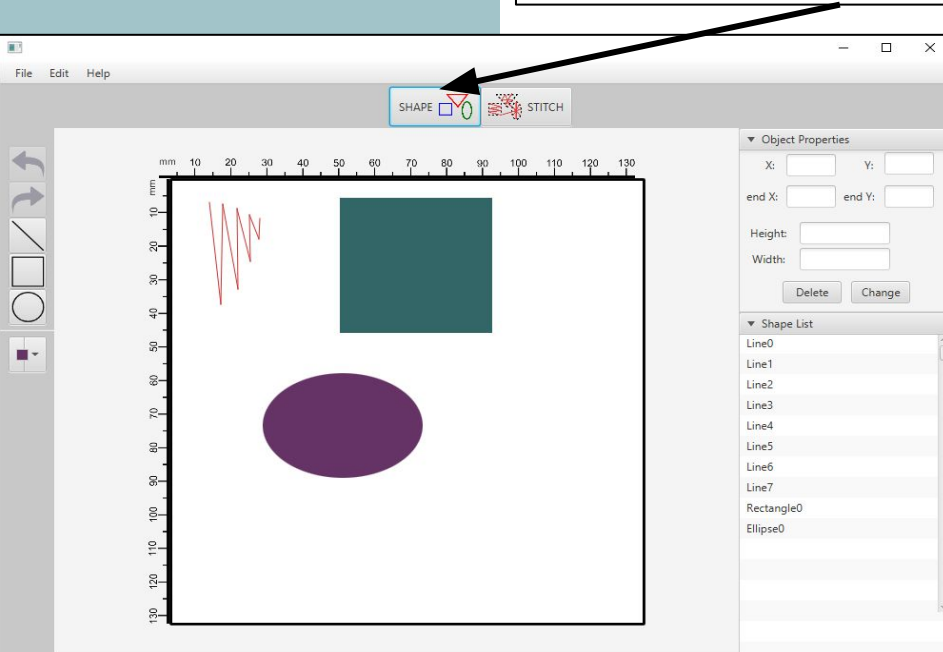 File Edit Help
SHAPE STITCH
mm 10 20 30 40 50 60 70 80 90 100 110 120 130
mm
10
20
30
40
50
60
70
80
90
100
110
120
130
Object Properties
X: Y:
end X: end Y:
Height:
Width:
Delete Change
Shape List
Line0
Line1
Line2
Line3
Line4
Line5
Line6
Line7
Rectangle0
Ellipse0